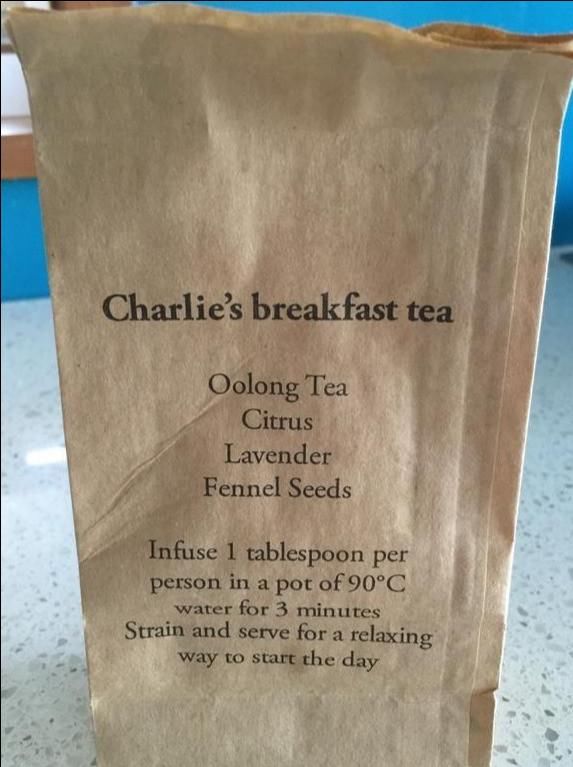 Charlie's breakfast tea
Oolong Tea
Citrus
Lavender
Fennel Seeds
Infuse 1 tablespoon per
person in a pot of 90°C
water for 3 minutes
Strain and serve for a relaxing
way to start the day